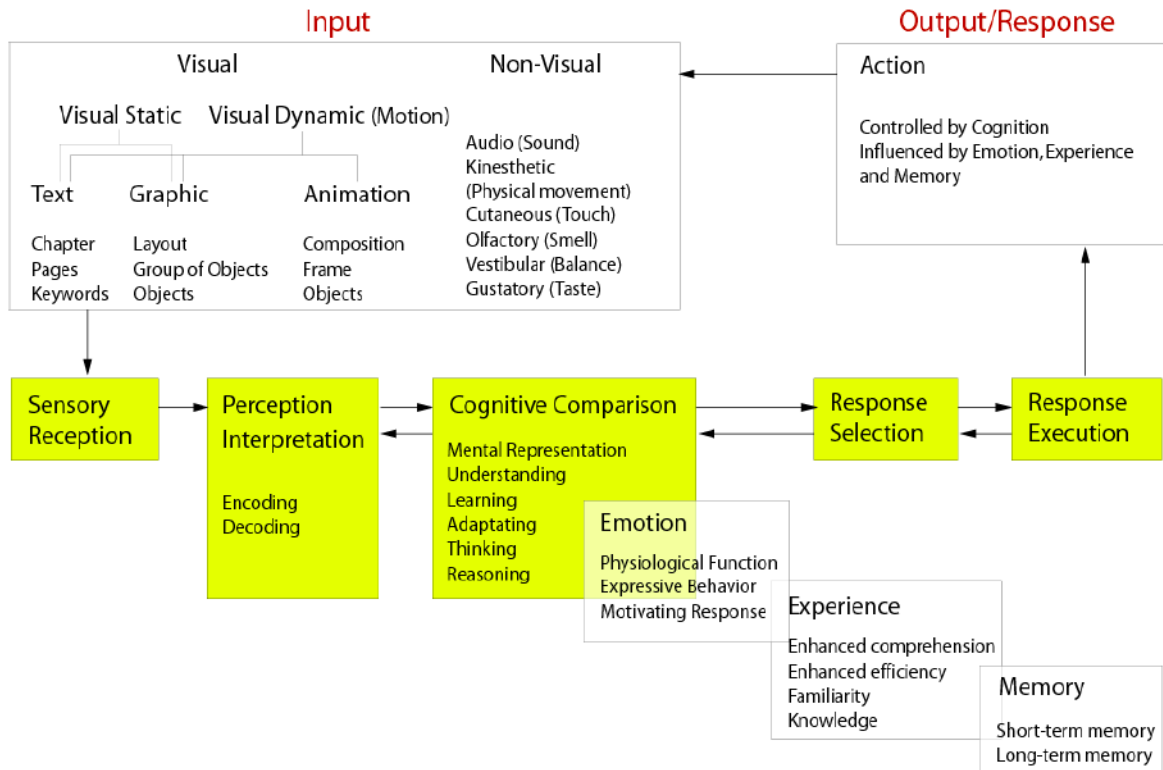 Input
Output/Response
Visual
Non-Visual
Visual Static
Visual Dynamic (Motion)
Text
Graphic
Animation
Chapter
Pages
Keywords
Layout
Group of Objects
Objects
Composition
Frame
Objects
Audio (Sound)
Kinesthetic
(Physical movement)
Cutaneous (Touch)
Olfactory (Smell)
Vestibular (Balance)
Gustatory (Taste)
Action
Controlled by Cognition
Influenced by Emotion, Experience
and Memory
Sensory
Reception
Perception
Interpretation
Encoding
Decoding
Cognitive Comparison
Mental Representation
Understanding
Learning
Adaptating
Thinking
Reasoning
Response
Selection
Response
Execution
Emotion
Physiological Function
Expressive Behavior
Motivating Response
Experience
Enhanced comprehension
Enhanced efficiency
Familiarity
Knowledge
Memory
Short-term memory
Long-term memory